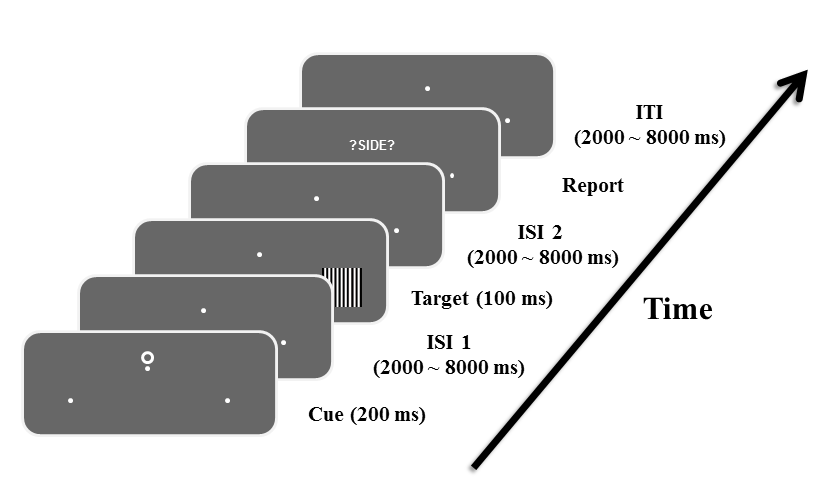 ITI
(2000 ~ 8000 ms)
?SIDE?
Report
ISI 2
(2000 ~ 8000 ms)
Target (100 ms)
Time
ISI 1
(2000 ~ 8000 ms)
Cue (200 ms)